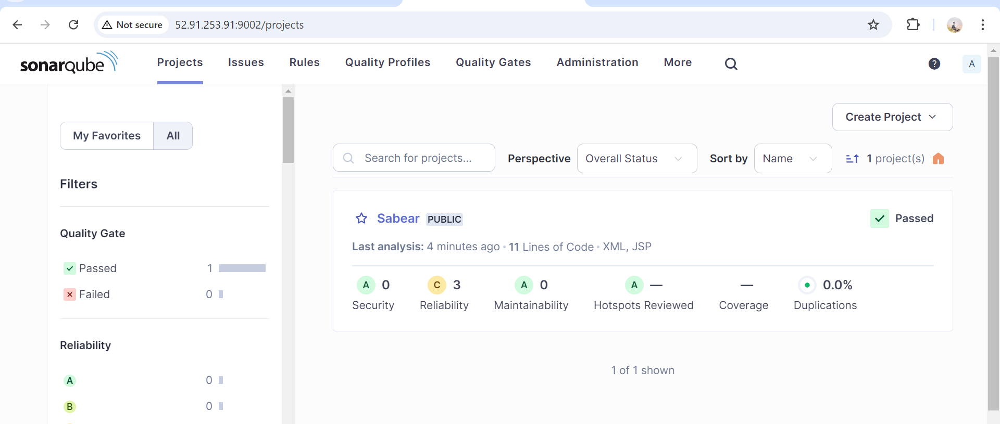 Not secure 52.91.253.91:9002/projects
sonarqube Projects Issues Rules Quality Profiles Quality Gates Administration More ? A
My Favorites All
Filters
Quality Gate
Passed 1
Failed 0
Reliability
A 0
B 0
Create Project
Search for projects... Perspective Overall Status Sort by Name 1 project(s)
Sabear PUBLIC Passed
Last analysis: 4 minutes ago • 11 Lines of Code • XML, JSP
A 0 C 3 A 0 A — — 0.0%
Security Reliability Maintainability Hotspots Reviewed Coverage Duplications
1 of 1 shown